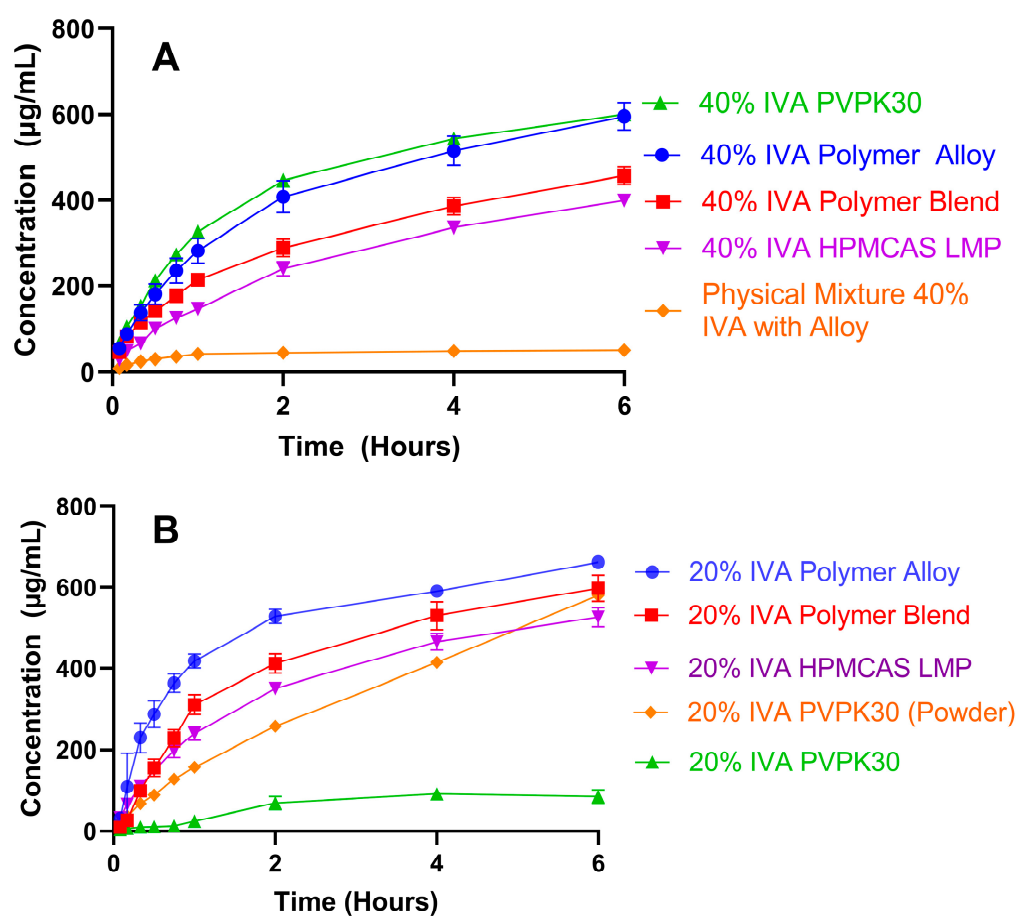 A
Concentration (µg/mL)
800
600
400
200
0
0 2 4 6
Time (Hours)
40% IVA PVPK30
40% IVA Polymer Alloy
40% IVA Polymer Blend
40% IVA HPMCAS LMP
Physical Mixture 40%
IVA with Alloy
B
Concentration (µg/mL)
800
600
400
200
0
0 2 4 6
Time (Hours)
20% IVA Polymer Alloy
20% IVA Polymer Blend
20% IVA HPMCAS LMP
20% IVA PVPK30 (Powder)
20% IVA PVPK30